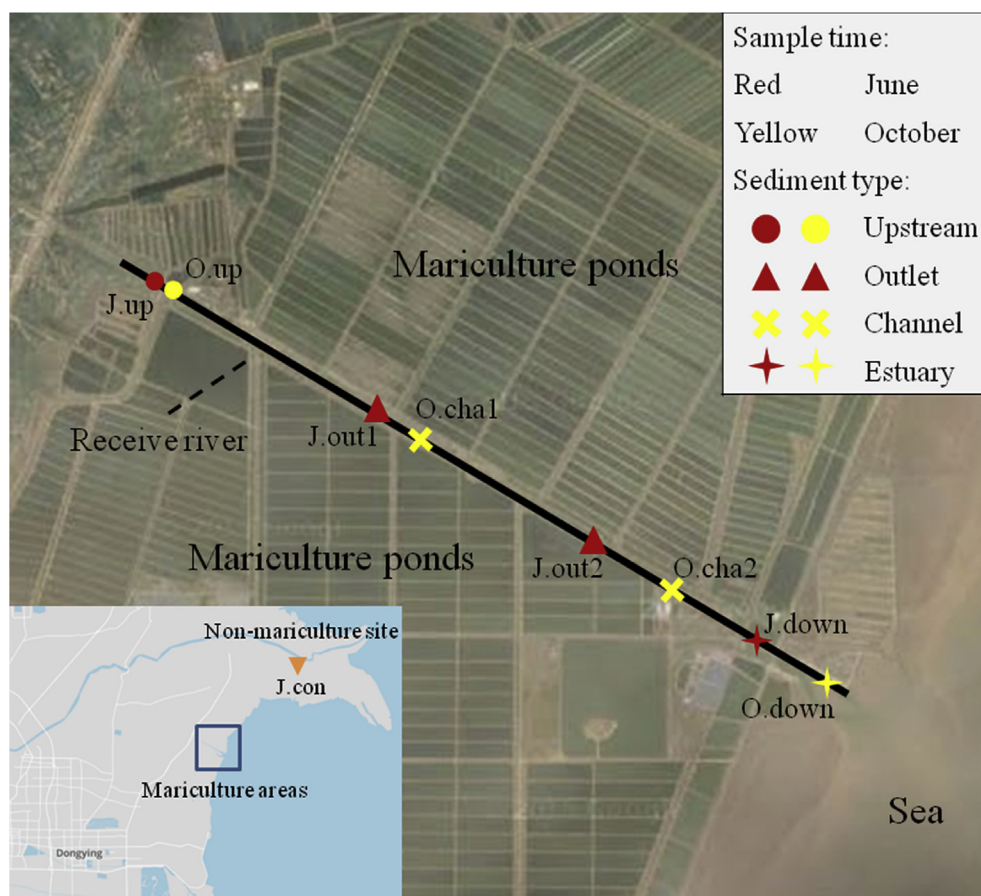 Sample time:
Red June
Yellow October
Sediment type:
Upstream
Outlet
Channel
Estuary
O.up
J.up
Mariculture ponds
Receive river
J.out1
O.cha1
Mariculture ponds
J.out2
O.cha2
J.down
O.down
Sea
Non-mariculture site
J.con
Mariculture areas
Dongying